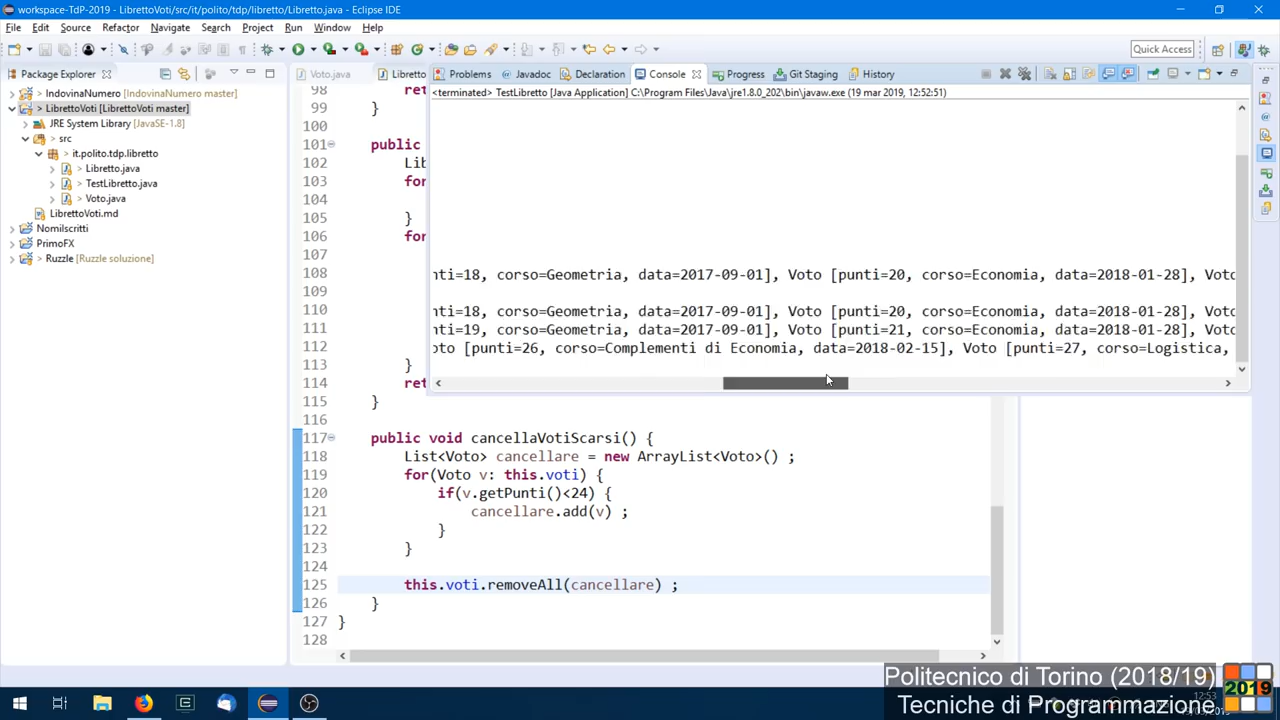 workspace-TdP-2019 - LibrettoVoti/src/it/polito/tdp/libretto/Libretto.java - Eclipse IDE
File Edit Source Refactor Navigate Search Project Run Window Help
Quick Access
Package Explorer
Voto.java
Libretto
Problems Javadoc Declaration Console Progress Git Staging History
<terminated> TestLibretto [Java Application] C:\Program Files\Java\jre1.8.0_202\bin\javaw.exe (19 mar 2019, 12:52:51)
IndovinaNumero [IndovinaNumero master]
LibrettoVoti [LibrettoVoti master]
JRE System Library [JavaSE-1.8]
src
it.polito.tdp.libretto
> Libretto.java
> TestLibretto.java
> Voto.java
LibrettoVoti.md
NomiIscritti
PrimoFX
> Ruzzle [Ruzzle soluzione]
nti=18, corso=Geometria, data=2017-09-01], Voto [punti=20, corso=Economia, data=2018-01-28], Voto
nti=18, corso=Geometria, data=2017-09-01], Voto [punti=20, corso=Economia, data=2018-01-28], Voto
nti=19, corso=Geometria, data=2017-09-01], Voto [punti=21, corso=Economia, data=2018-01-28], Voto
oto [punti=26, corso=Complementi di Economia, data=2018-02-15], Voto [punti=27, corso=Logistica,
98 ret
99 }
100
101 public
102 Lib
103 for
104
105 }
106 for
107
108
109
110
111
112
113 }
114 ret
115 }
116
117 public void cancellaVotiScarsi() {
118 List<Voto> cancellare = new ArrayList<Voto>() ;
119 for(Voto v: this.voti) {
120 if(v.getPunti()<24) {
121 cancellare.add(v) ;
122 }
123 }
124
125 this.voti.removeAll(cancellare) ;
126 }
127 }
128
Politecnico di Torino (2018/19)
Tecniche di Programmazione
2019
12:53